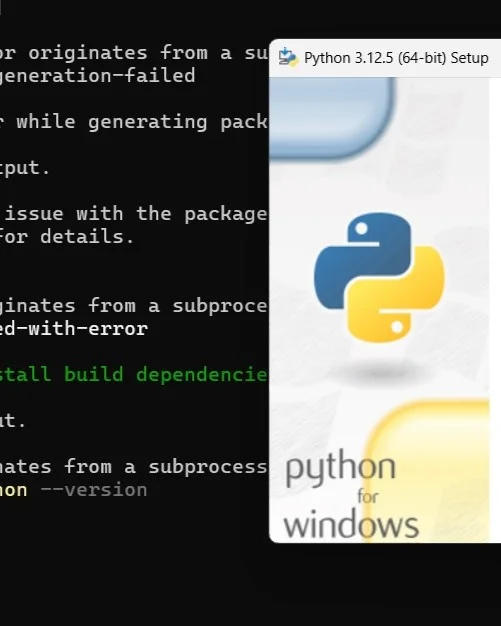 or originates from a su
generation-failed
r while generating pack
tput.
issue with the package
for details.
ginates from a subproce
ed-with-error
stall build dependencie
ut.
nates from a subprocess
hon --version
Python 3.12.5 (64-bit) Setup
python
for
windows